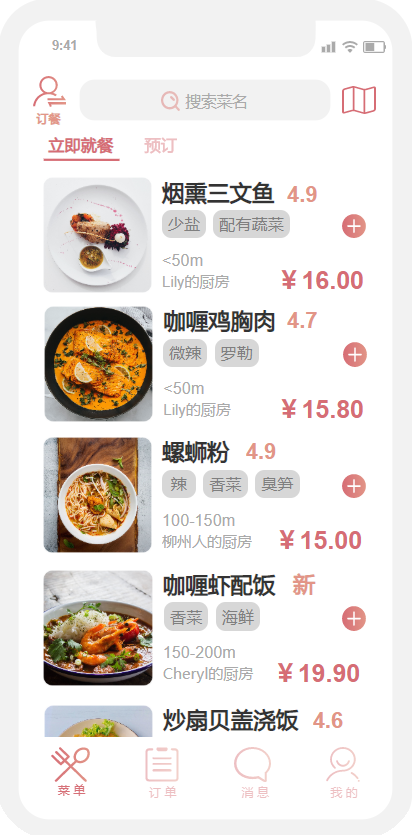 9:41
搜索菜名
订餐
立即就餐 预订
烟熏三文鱼 4.9
少盐 配有蔬菜
<50m
Lily的厨房 ¥16.00
咖喱鸡胸肉 4.7
微辣 罗勒
<50m
Lily的厨房 ¥15.80
螺蛳粉 4.9
辣 香菜 臭笋
100-150m
柳州人的厨房 ¥15.00
咖喱虾配饭 新
香菜 海鲜
150-200m
Cheryl的厨房 ¥19.90
炒扇贝盖浇饭 4.6
菜单 订单 消息 我的